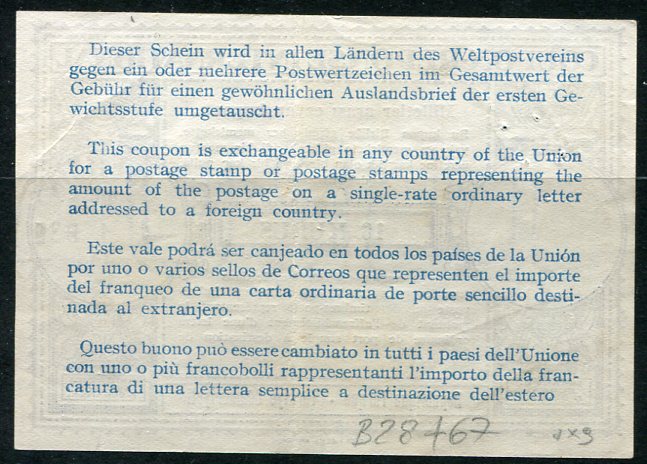 Dieser Schein wird in allen Ländern des Weltpostvereins
gegen ein oder mehrere Postwertzeichen im Gesamtwert der
Gebühr für einen gewöhnlichen Auslandsbrief der ersten Ge-
wichtsstufe umgetauscht.
This coupon is exchangeable in any country of the Union
for a postage stamp or postage stamps representing the
amount of the postage on a single-rate ordinary letter
addressed to a foreign country.
Este vale podrá ser canjeado en todos los países de la Unión
por uno o varios sellos de Correos que representen el importe
del franqueo de una carta ordinaria de porte sencillo desti-
nada al extranjero.
Questo buono può essere cambiato in tutti i paesi dell'Unione
con uno o più francobolli rappresentanti l'importo della fran-
catura di una lettera semplice a destinazione dell'estero